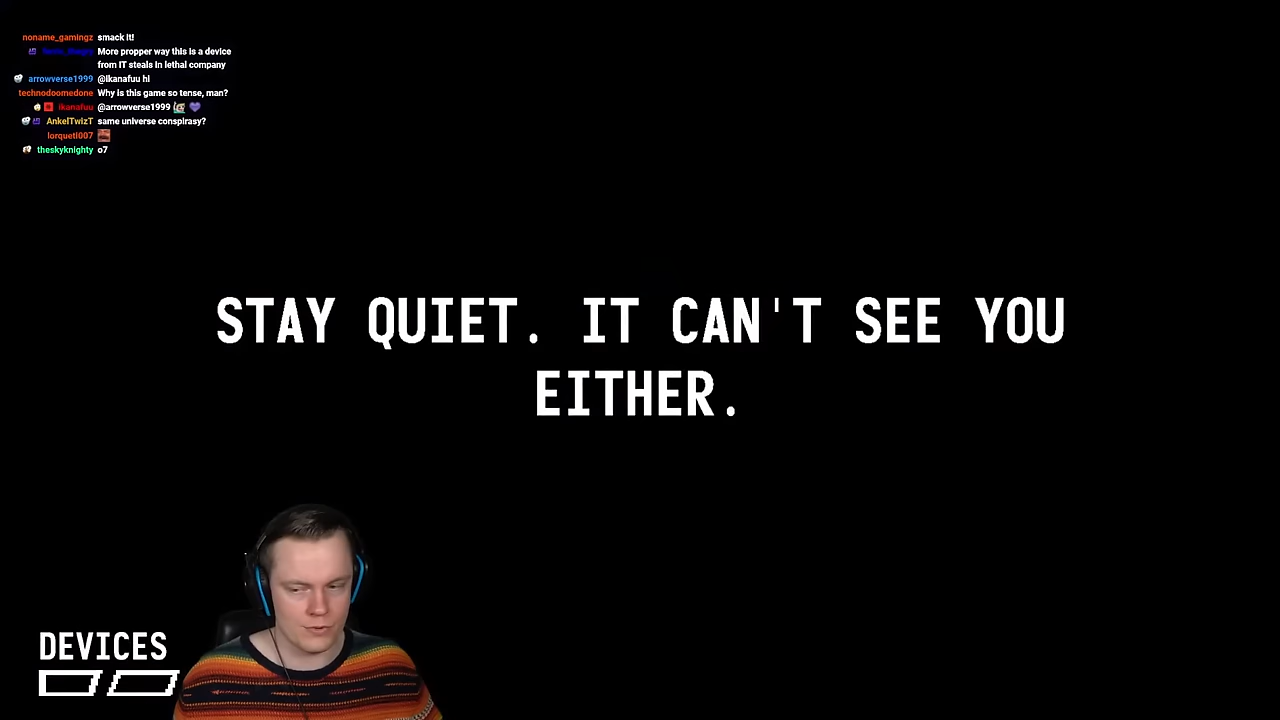 noname_gamingz smack it!
More propper way this is a device
from IT steals in lethal company
arrowverse1999 @ikanafuu hi
technodoomedone Why is this game so tense, man?
ikanafuu @arrowverse1999
AnkelTwizT same universe conspirasy?
lorquetl007
theskyknighty o7
STAY QUIET. IT CAN'T SEE YOU
EITHER.
DEVICES